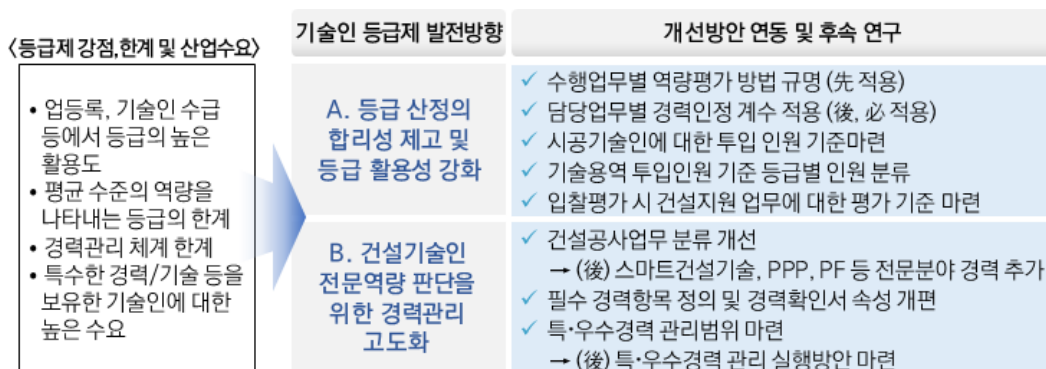 <등급제 강점,한계 및 산업수요>
• 업등록, 기술인 수급
등에서 등급의 높은
활용도
• 평균 수준의 역량을
나타내는 등급의 한계
• 경력관리 체계 한계
• 특수한 경력/기술 등을
보유한 기술인에 대한
높은 수요
기술인 등급제 발전방향
개선방안 연동 및 후속 연구
A. 등급 산정의
합리성 제고 및
등급 활용성 강화
✓ 수행업무별 역량평가 방법 규명 (先 적용)
✓ 담당업무별 경력인정 계수 적용 (後, 必 적용)
✓ 시공기술인에 대한 투입 인원 기준마련
✓ 기술용역 투입인원 기준 등급별 인원 분류
✓ 입찰평가 시 건설지원 업무에 대한 평가 기준 마련
B. 건설기술인
전문역량 판단을
위한 경력관리
고도화
✓ 건설공사업무 분류 개선
→ (後) 스마트건설기술, PPP, PF 등 전문분야 경력 추가
✓ 필수 경력항목 정의 및 경력확인서 속성 개편
✓ 특·우수경력 관리범위 마련
→ (後) 특·우수경력 관리 실행방안 마련